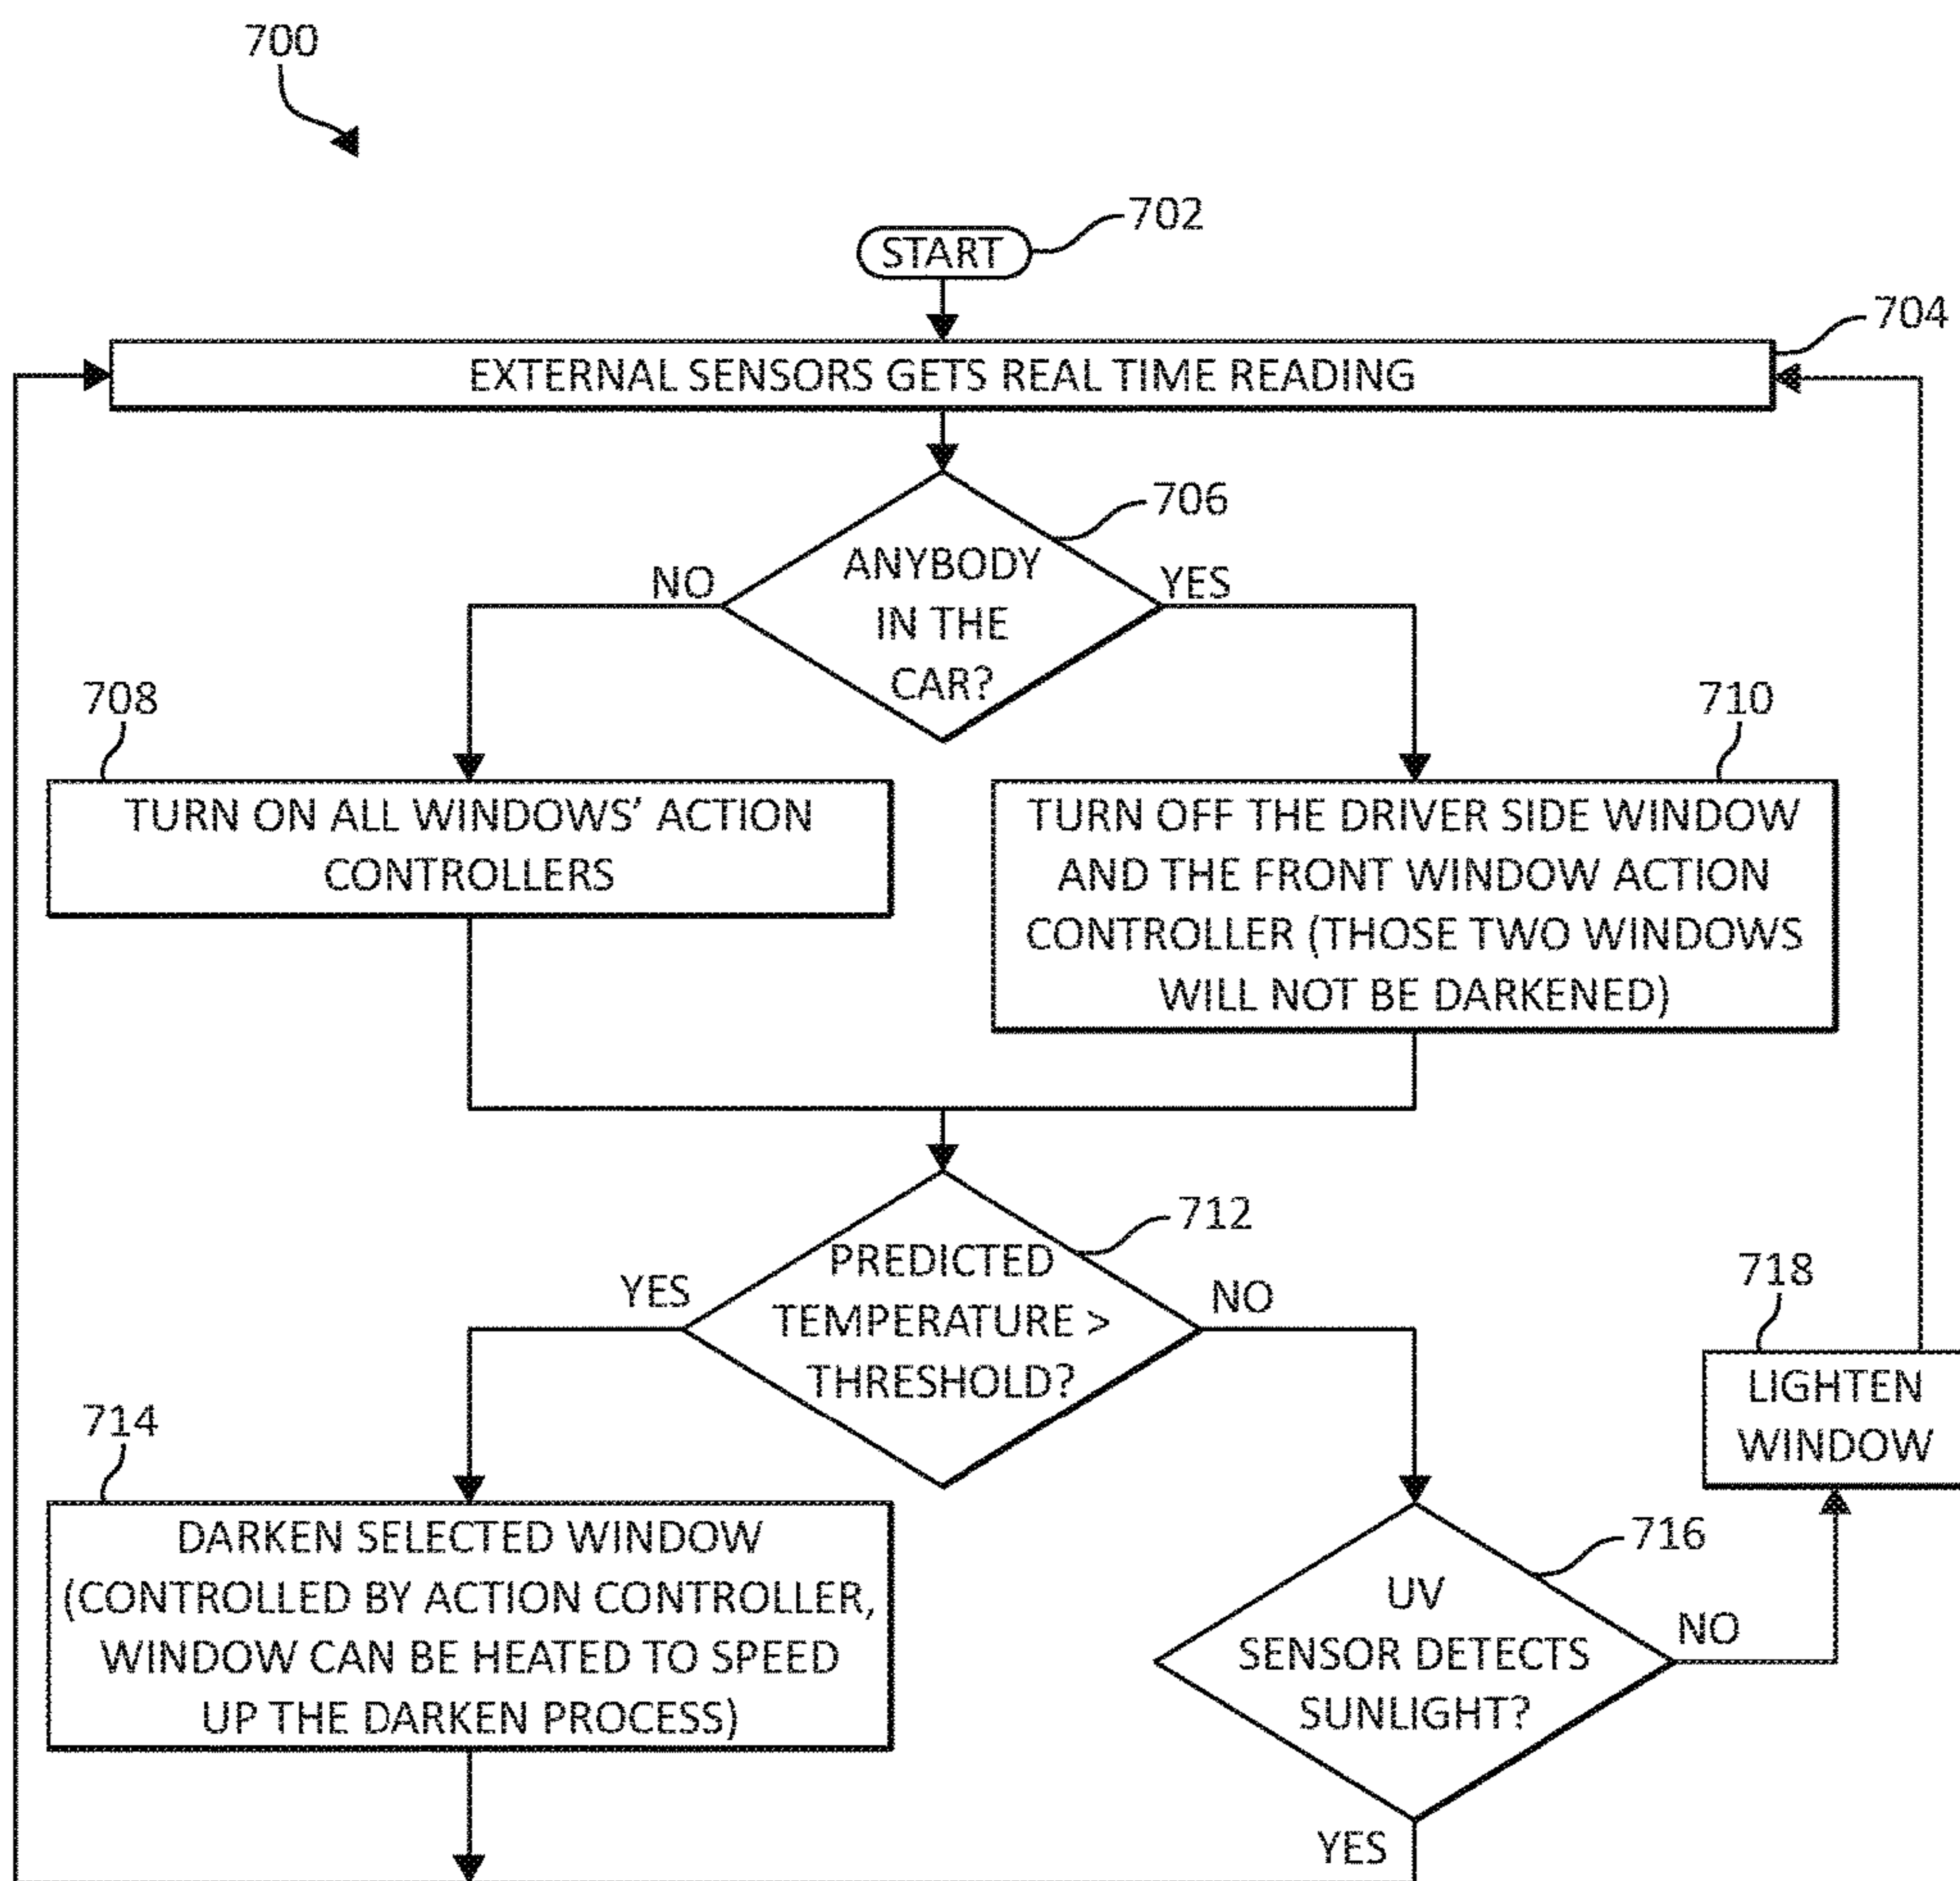 700
702
START
704
EXTERNAL SENSORS GETS REAL TIME READING
706
ANYBODY
IN THE
CAR?
NO
YES
708
TURN ON ALL WINDOWS' ACTION
CONTROLLERS
710
TURN OFF THE DRIVER SIDE WINDOW
AND THE FRONT WINDOW ACTION
CONTROLLER (THOSE TWO WINDOWS
WILL NOT BE DARKENED)
712
PREDICTED
TEMPERATURE >
THRESHOLD?
YES
NO
714
DARKEN SELECTED WINDOW
(CONTROLLED BY ACTION CONTROLLER,
WINDOW CAN BE HEATED TO SPEED
UP THE DARKEN PROCESS)
716
UV
SENSOR DETECTS
SUNLIGHT?
NO
YES
718
LIGHTEN
WINDOW